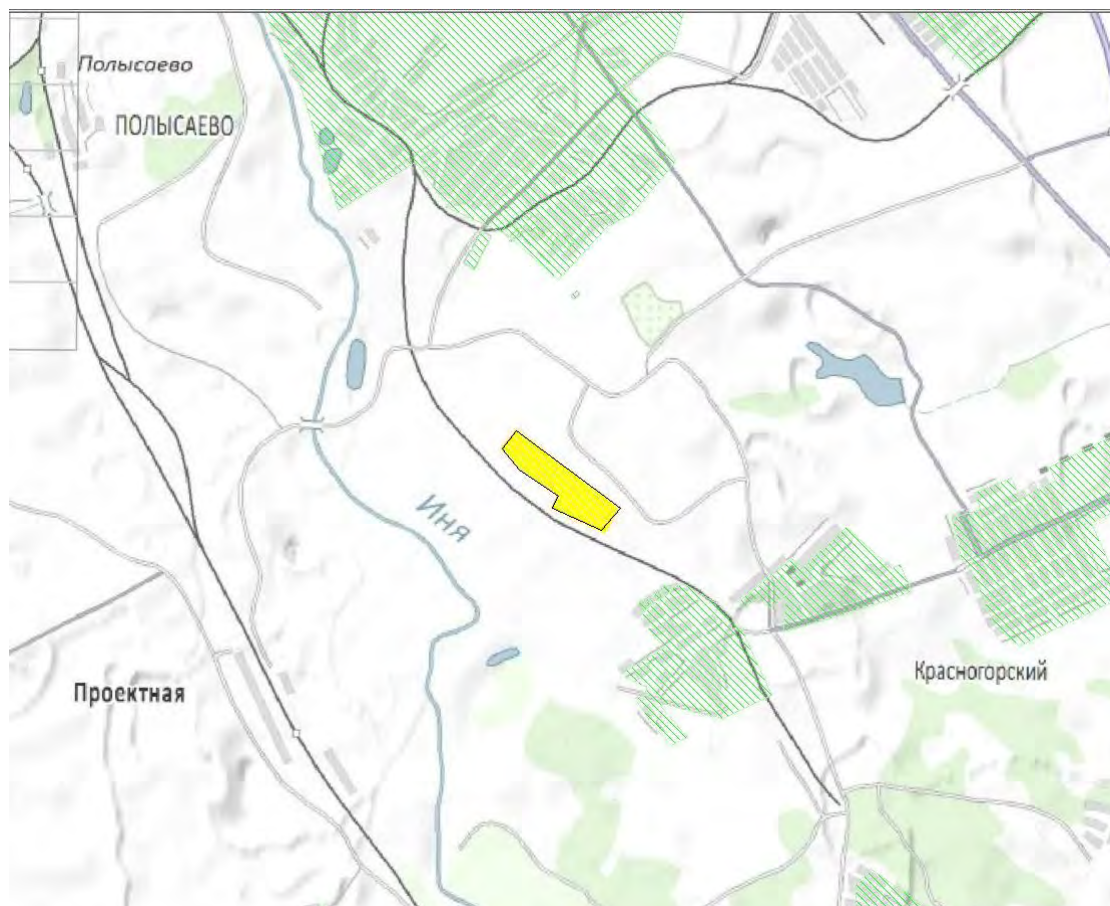 Полысаево
ПОЛЫСАЕВО
Иня
Проектная
Красногорский